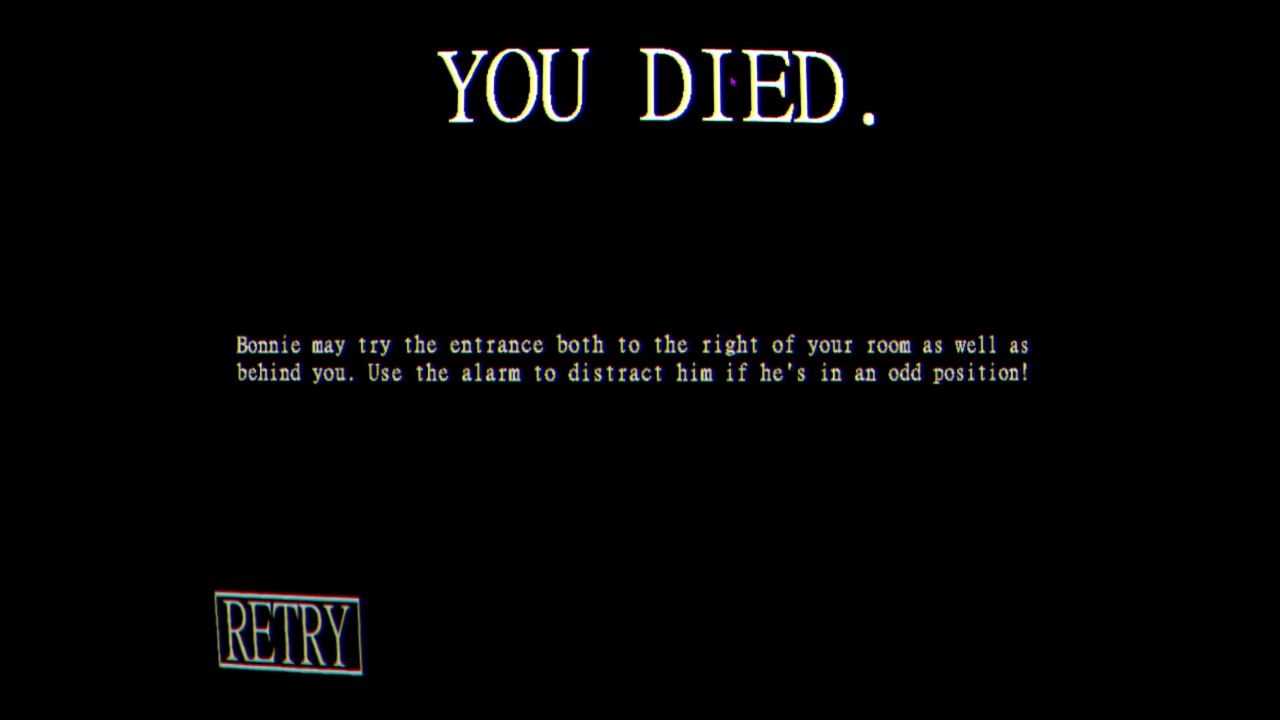 YOU DIED.
Bonnie may try the entrance both to the right of your room as well as
behind you. Use the alarm to distract him if he's in an odd position!
RETRY